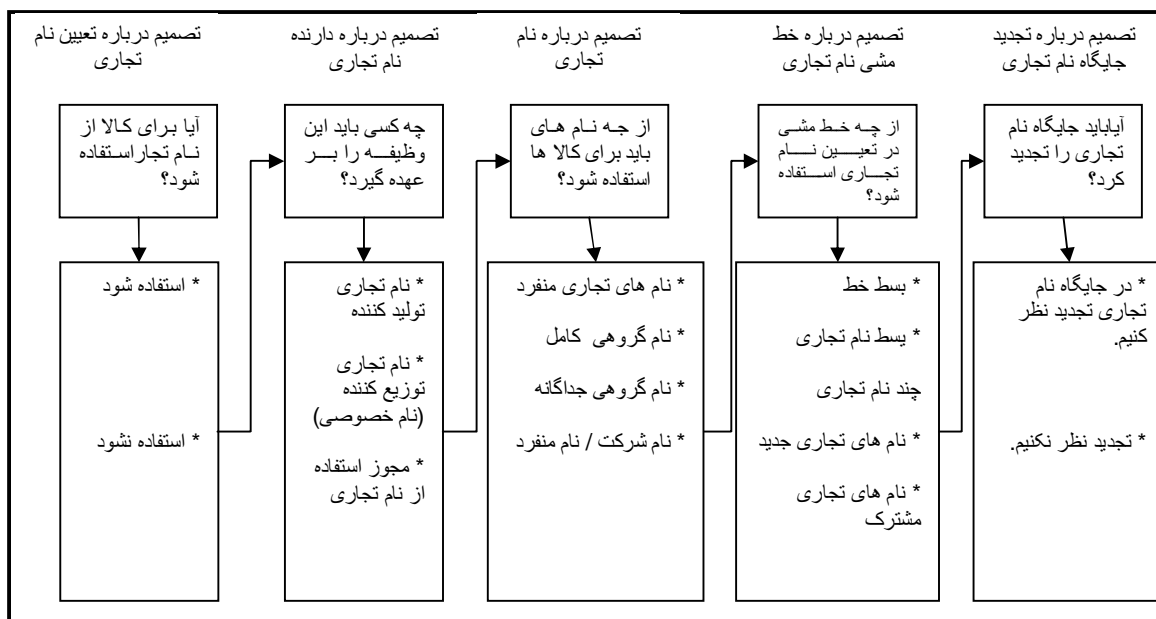 تصمیم درباره تعیین نام
تجاری
آیا برای کالا از
نام تجاراستفاده
شود؟
* استفاده شود
* استفاده نشود
تصمیم درباره دارنده
نام تجاری
چه کسی باید این
وظیفه را بر
عهده گیرد؟
* نام تجاری
تولید کننده
* نام تجاری
توزیع کننده
(نام خصوصی)
* مجوز استفاده
از نام تجاری
تصمیم درباره نام
تجاری
از جه نام های
باید برای کالا ها
استفاده شود؟
* نام های تجاری منفرد
* نام گروهی کامل
* نام گروهی جداگانه
* نام شرکت / نام منفرد
تصمیم درباره خط
مشی نام تجاری
از چه خط مشی
در تعیین نام
تجاری استفاده
شود؟
* بسط خط
* یسط نام تجاری
چند نام تجاری
* نام های تجاری جدید
* نام های تجاری
مشترک
تصمیم درباره تجدید
جایگاه نام تجاری
آیاباید جایگاه نام
تجاری را تجدید
کرد؟
* در جایگاه نام
تجاری تجدید نظر
کنیم.
* تجدید نظر نکنیم.